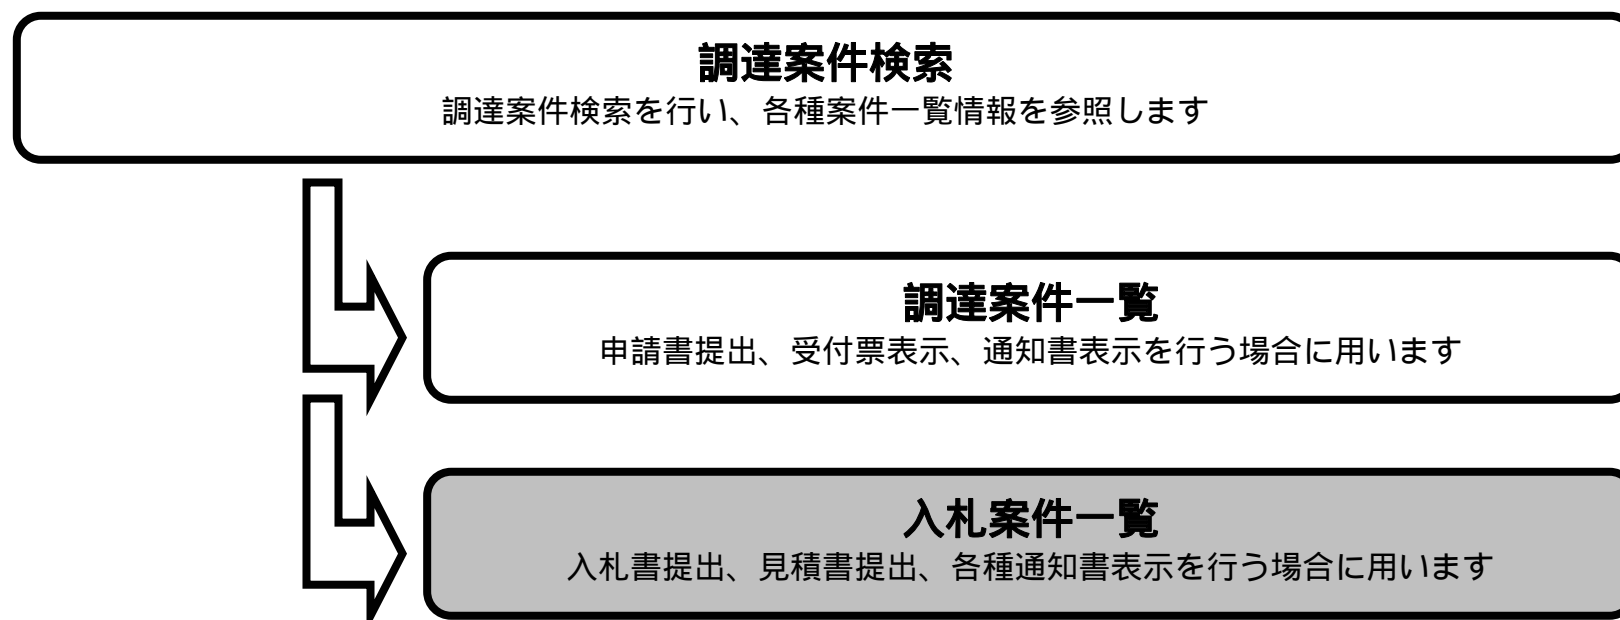 調達案件検索
調達案件検索を行い、各種案件一覧情報を参照します
調達案件一覧
申請書提出、受付票表示、通知書表示を行う場合に用います
入札案件一覧
入札書提出、見積書提出、各種通知書表示を行う場合に用います